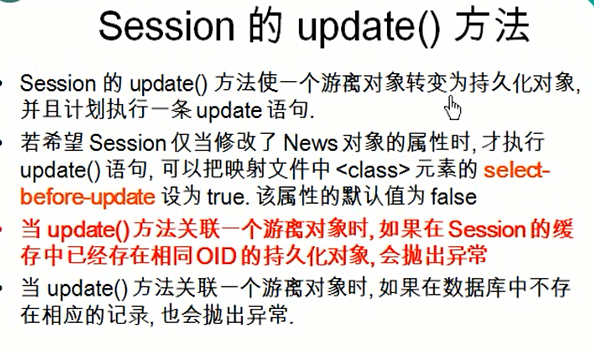 Session 的 update() 方法
• Session 的 update() 方法使一个游离对象转变为持久化对象,
并且计划执行一条 update 语句.
• 若希望 Session 仅当修改了 News 对象的属性时, 才执行
update() 语句, 可以把映射文件中 <class> 元素的 select-
before-update 设为 true. 该属性的默认值为 false
• 当 update() 方法关联一个游离对象时, 如果在 Session 的缓
存中已经存在相同 OID 的持久化对象, 会抛出异常
• 当 update() 方法关联一个游离对象时, 如果在数据库中不存
在相应的记录, 也会抛出异常.